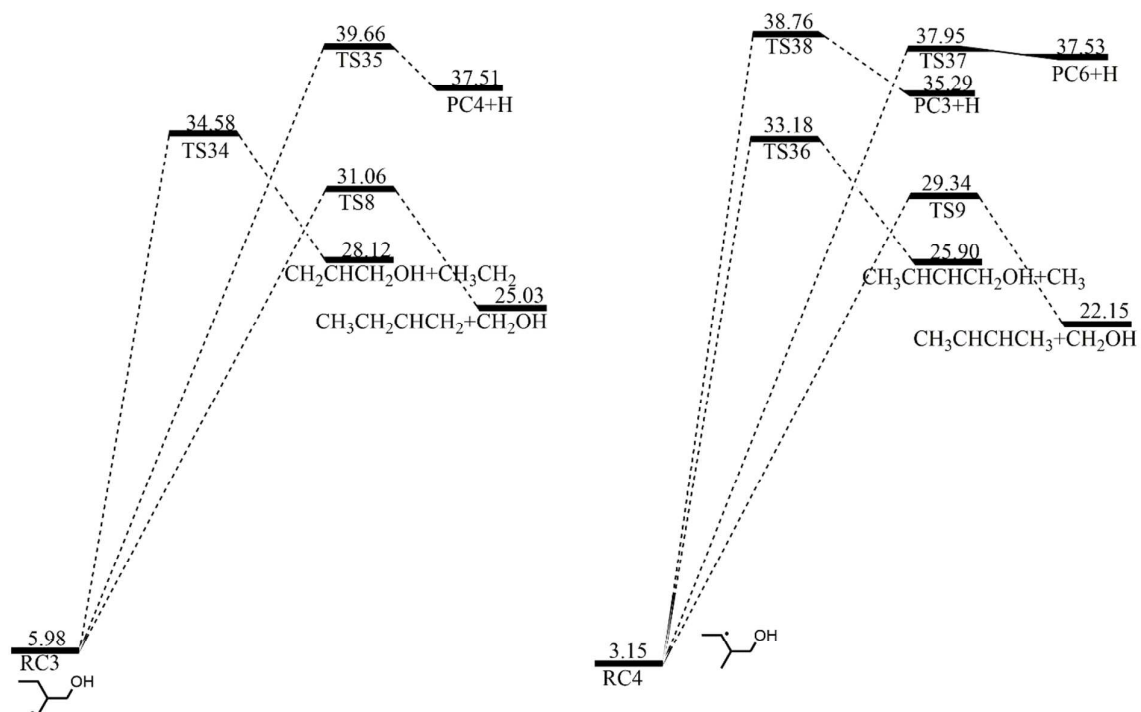 39.66
TS35
37.51
PC4+H
34.58
TS34
31.06
TS8
28.12
CH₂CHCH₂OH+CH₃CH₂
25.03
CH₃CH₂CHCH₂+CH₂OH
5.98
RC3
OH
38.76
TS38
37.95
TS37
37.53
PC6+H
35.29
PC3+H
33.18
TS36
29.34
TS9
25.90
CH₃CHCHCH₂OH+CH₃
22.15
CH₃CHCHCH₃+CH₂OH
3.15
RC4
OH